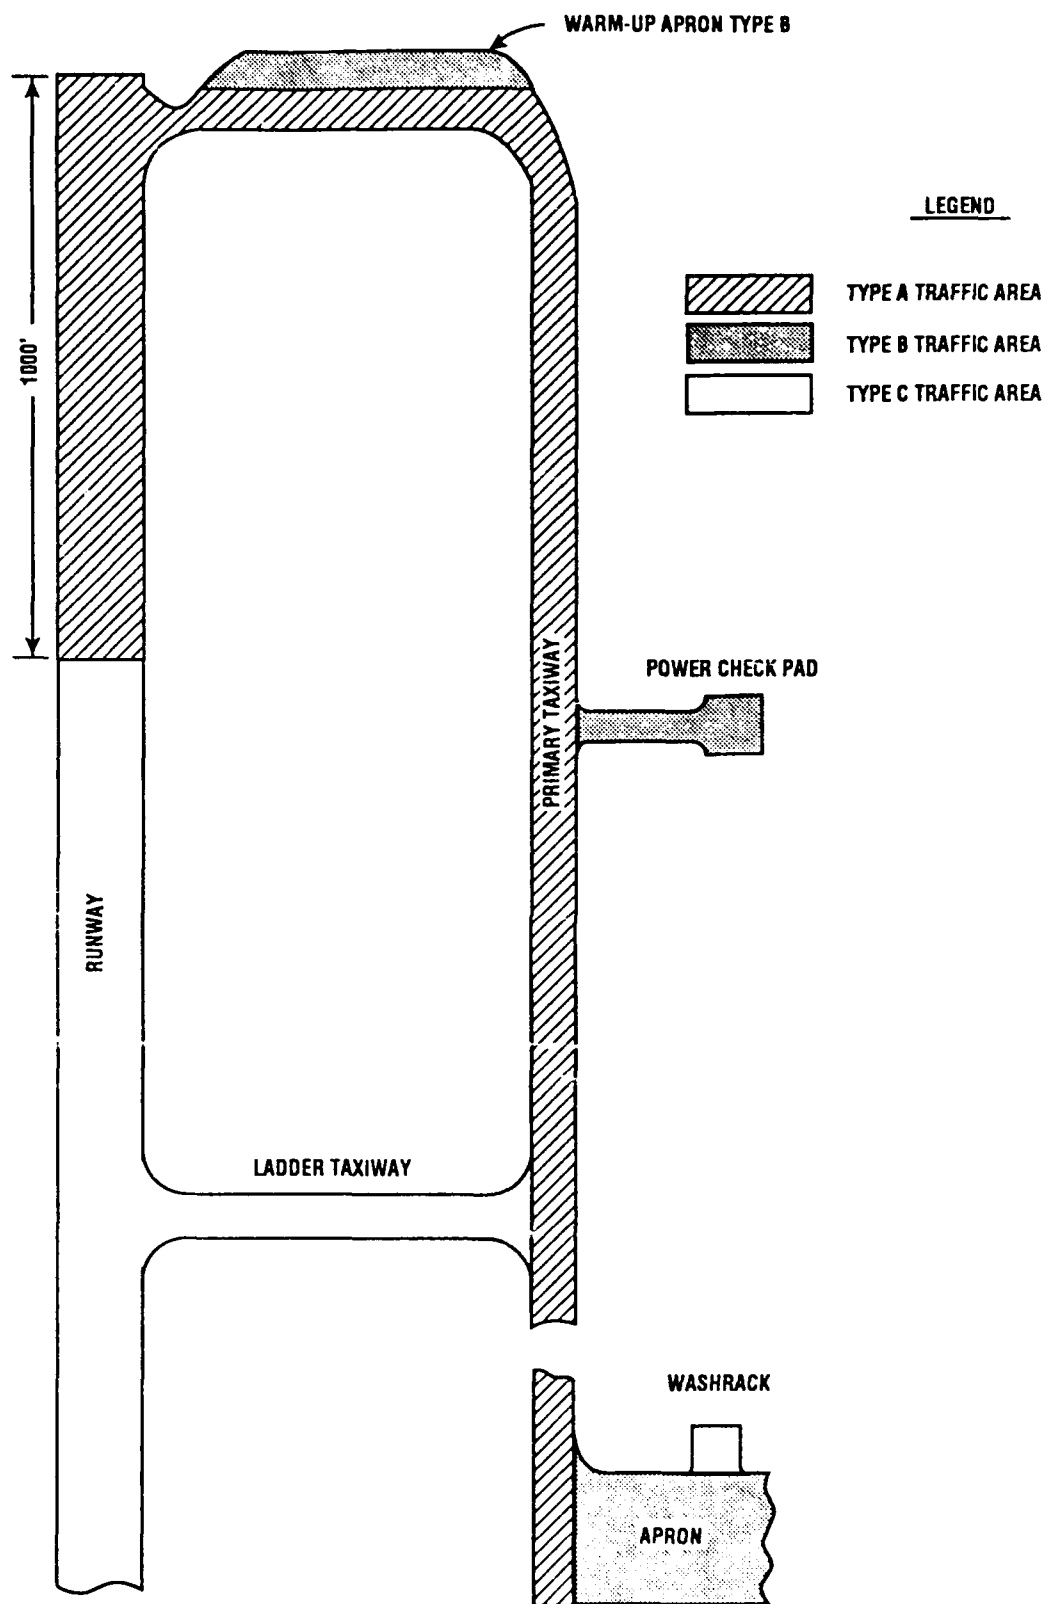 WARM-UP APRON TYPE B
LEGEND
TYPE A TRAFFIC AREA
TYPE B TRAFFIC AREA
TYPE C TRAFFIC AREA
1000'
POWER CHECK PAD
PRIMARY TAXIWAY
RUNWAY
LADDER TAXIWAY
WASHRACK
APRON